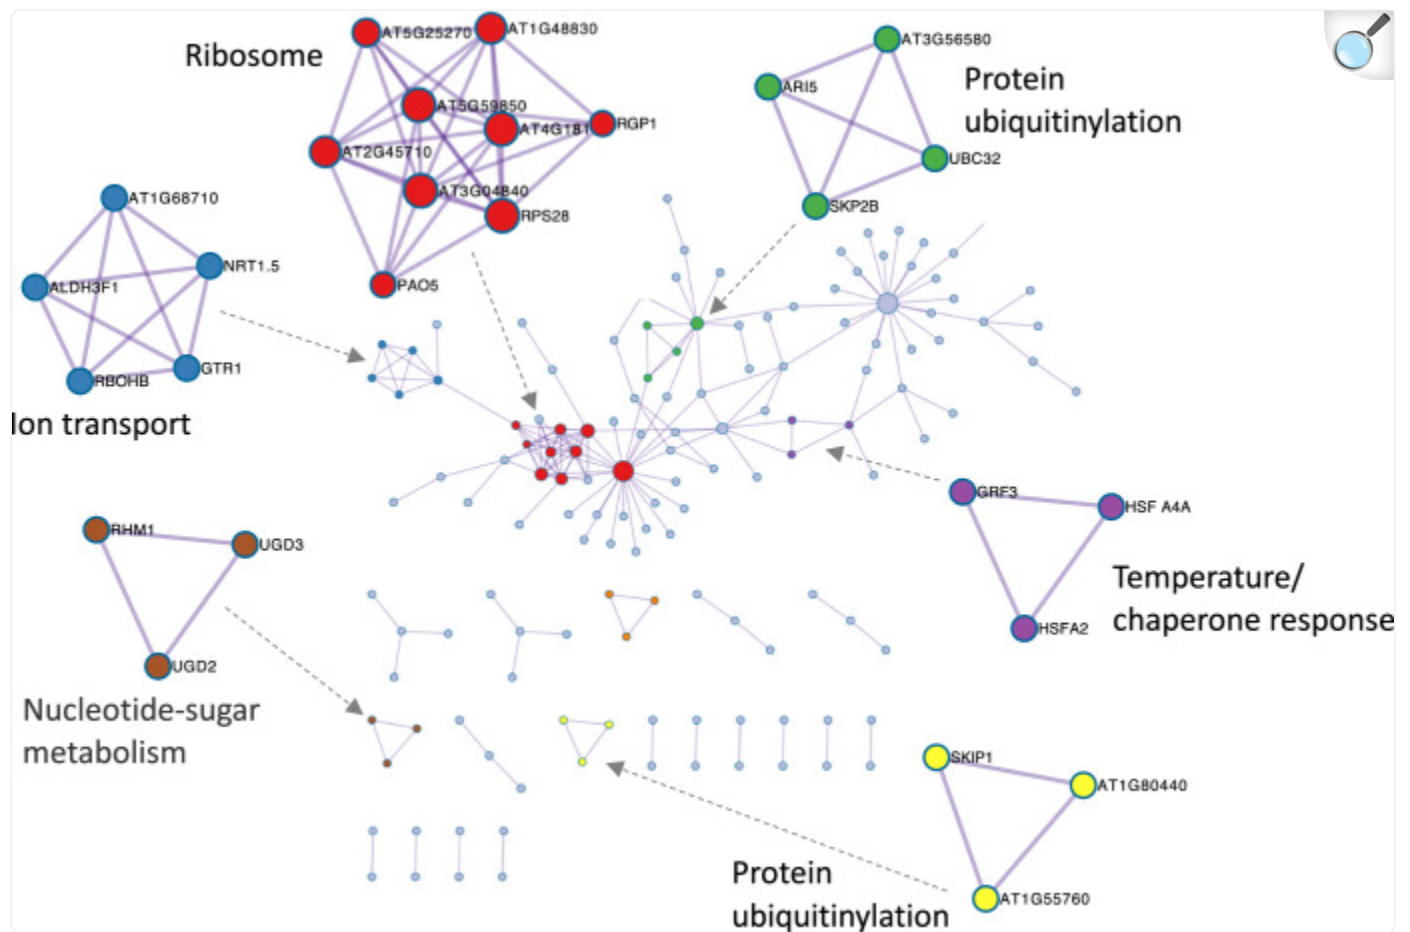 Ribosome
AT5G25270
AT1G48830
AT5G59850
AT4G181
RGP1
AT2G45710
AT3G04840
RPS28
PAO5
AT3G56580
ARI5
UBC32
SKP2B
Protein
ubiquitinylation
AT1G68710
NRT1.5
ALDH3F1
RBOHB
GTR1
Ion transport
RHM1
UGD3
UGD2
Nucleotide-sugar
metabolism
GRF3
HSF A4A
HSFA2
Temperature/
chaperone response
SKIP1
AT1G80440
AT1G55760
Protein
ubiquitinylation